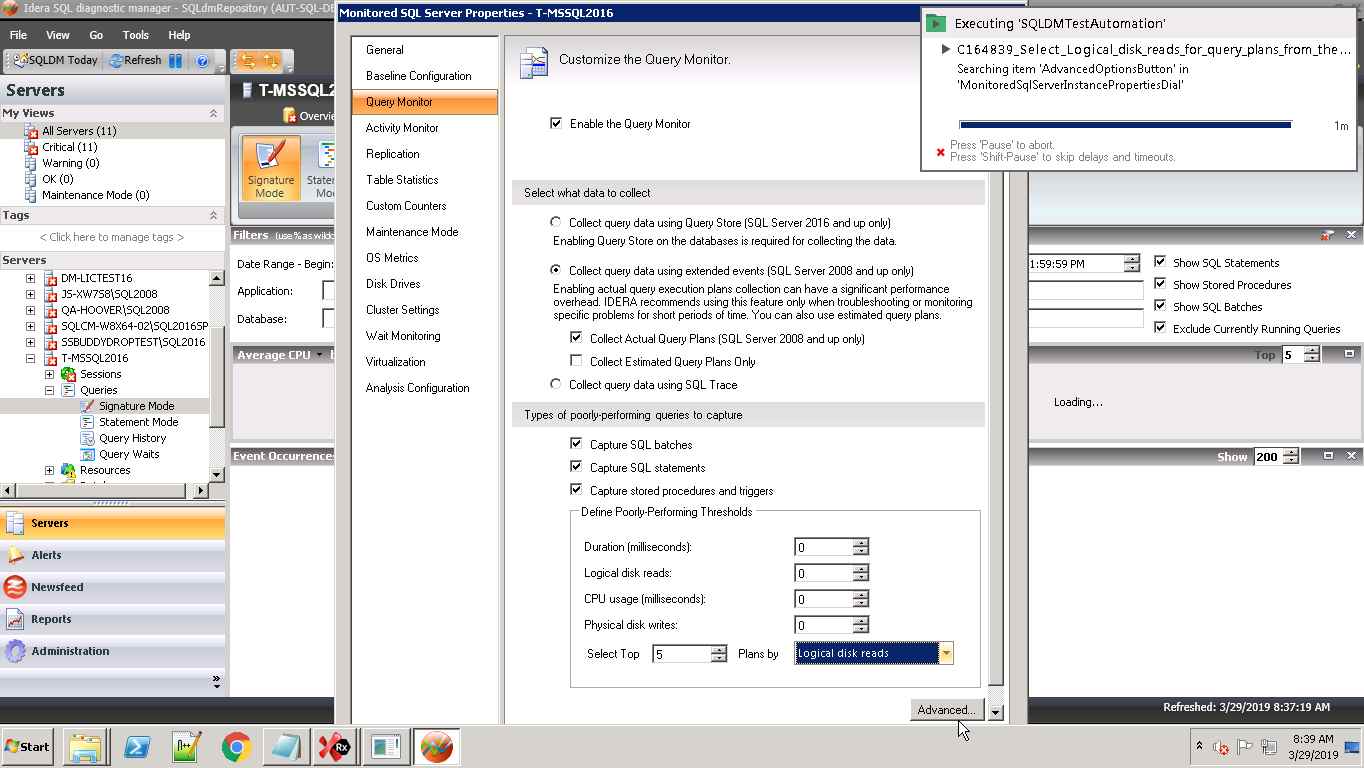 Idera SQL diagnostic manager - SQLdmRepository (AUT-SQL-DE
File View Go Tools Help
SQLDM Today Refresh
Servers
My Views
All Servers (11)
Critical (11)
Warning (0)
OK (0)
Maintenance Mode (0)
Tags
< Click here to manage tags >
Servers
DM-LICTEST16
JS-XW7S8\SQL2008
QA-HOOVER\SQL2008
SQLCM-W8X64-02\SQL2016SP
SSBUDDYDROPTEST\SQL2016
T-MSSQL2016
Sessions
Queries
Signature Mode
Statement Mode
Query History
Query Waits
Resources
Servers
Alerts
Newsfeed
Reports
Administration
T-MSSQL2
Overvie
Signature
Mode
Statem
Mo
Filters (use % as wildc
Date Range - Begin:
Application:
Database:
Average CPU
Event Occurrence
Monitored SQL Server Properties - T-MSSQL2016
General
Baseline Configuration
Query Monitor
Activity Monitor
Replication
Table Statistics
Custom Counters
Maintenance Mode
OS Metrics
Disk Drives
Cluster Settings
Wait Monitoring
Virtualization
Analysis Configuration
Customize the Query Monitor.
Enable the Query Monitor
Select what data to collect
Collect query data using Query Store (SQL Server 2016 and up only)
Enabling Query Store on the databases is required for collecting the data.
Collect query data using extended events (SQL Server 2008 and up only)
Enabling actual query execution plans collection can have a significant performance
overhead. IDERA recommends using this feature only when troubleshooting or monitoring
specific problems for short periods of time. You can also use estimated query plans.
Collect Actual Query Plans (SQL Server 2008 and up only)
Collect Estimated Query Plans Only
Collect query data using SQL Trace
Types of poorly-performing queries to capture
Capture SQL batches
Capture SQL statements
Capture stored procedures and triggers
Define Poorly-Performing Thresholds
Duration (milliseconds): 0
Logical disk reads: 0
CPU usage (milliseconds): 0
Physical disk writes: 0
Select Top 5 Plans by Logical disk reads
Advanced...
Executing 'SQLDMTestAutomation'
C164839_Select_Logical_disk_reads_for_query_plans_from_the_...
Searching item 'AdvancedOptionsButton' in
'MonitoredSqlServerInstancePropertiesDial'
1m
Press 'Pause' to abort.
Press 'Shift-Pause' to skip delays and timeouts.
1:59:59 PM
Show SQL Statements
Show Stored Procedures
Show SQL Batches
Exclude Currently Running Queries
Top 5
Loading...
Show 200
Refreshed: 3/29/2019 8:37:19 AM
Start
8:39 AM
3/29/2019